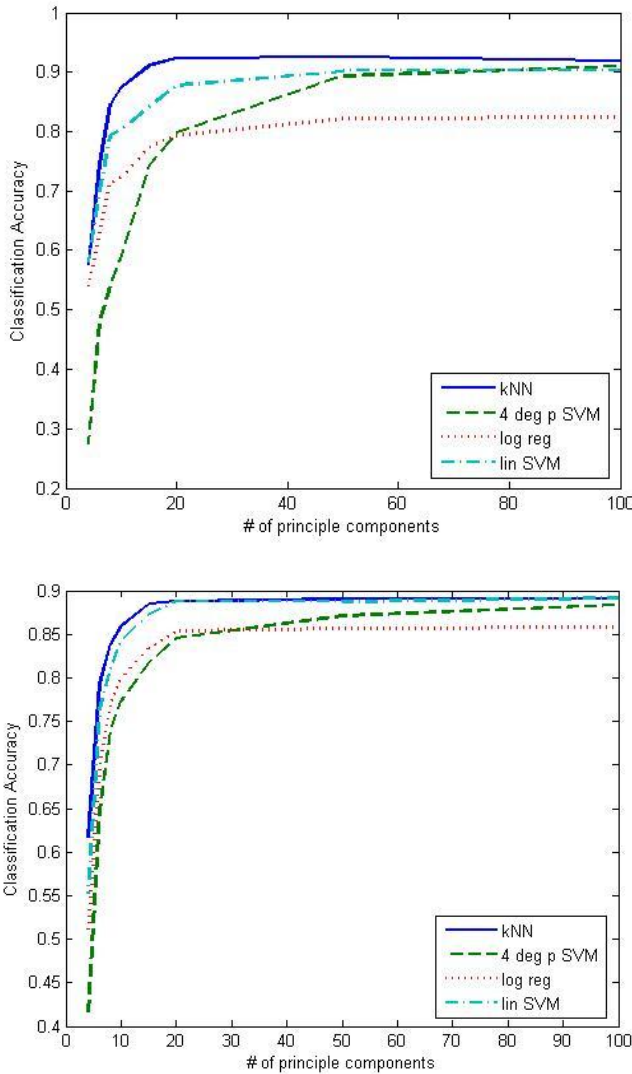 1
0.9
0.8
0.7
0.6
0.5
0.4
0.3
0.2
Classification Accuracy
kNN
4 deg p SVM
log reg
lin SVM
0 20 40 60 80 100
# of principle components
0.9
0.85
0.8
0.75
0.7
0.65
0.6
0.55
0.5
0.45
0.4
Classification Accuracy
kNN
4 deg p SVM
log reg
lin SVM
0 10 20 30 40 50 60 70 80 90 100
# of principle components